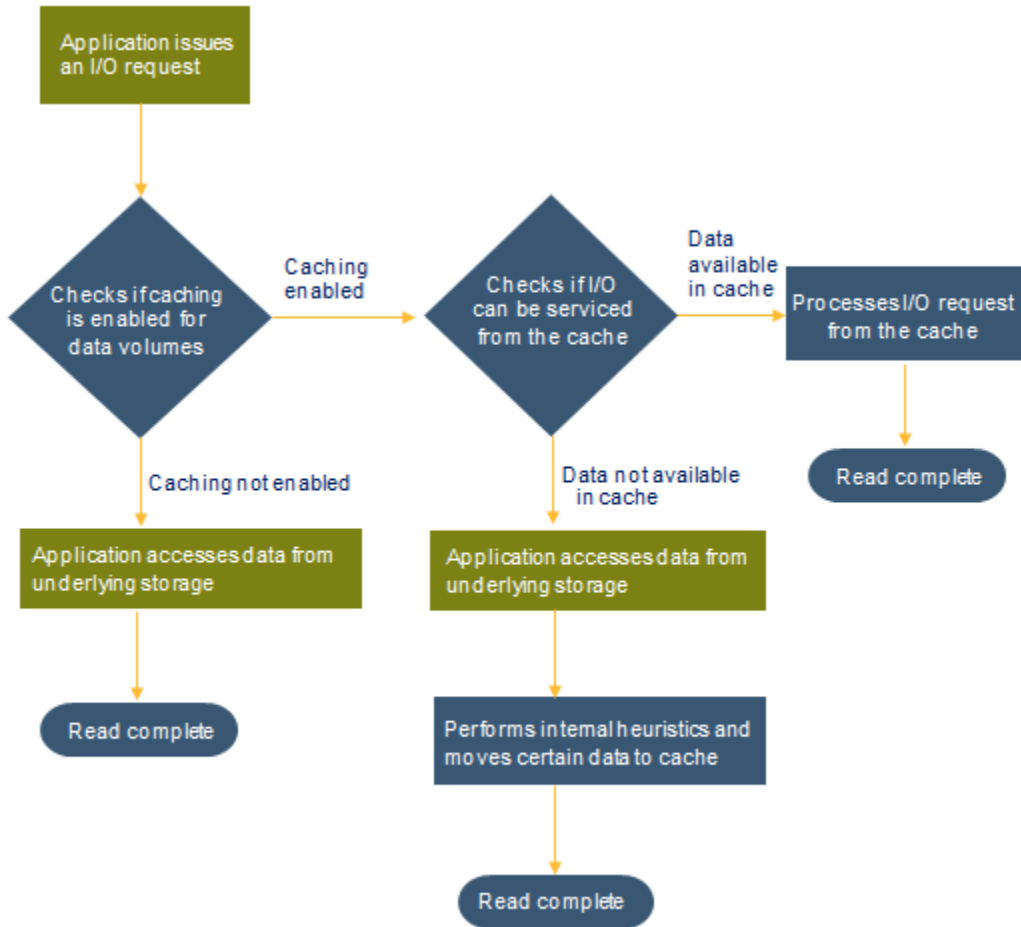 Application issues
an I/O request
Checks if caching
is enabled for
data volumes
Caching
enabled
Checks if I/O
can be serviced
from the cache
Data
available
in cache
Processes I/O request
from the cache
Read complete
Caching not enabled
Application accesses data from
underlying storage
Read complete
Data not available
in cache
Application accesses data from
underlying storage
Performs internal heuristics and
moves certain data to cache
Read complete